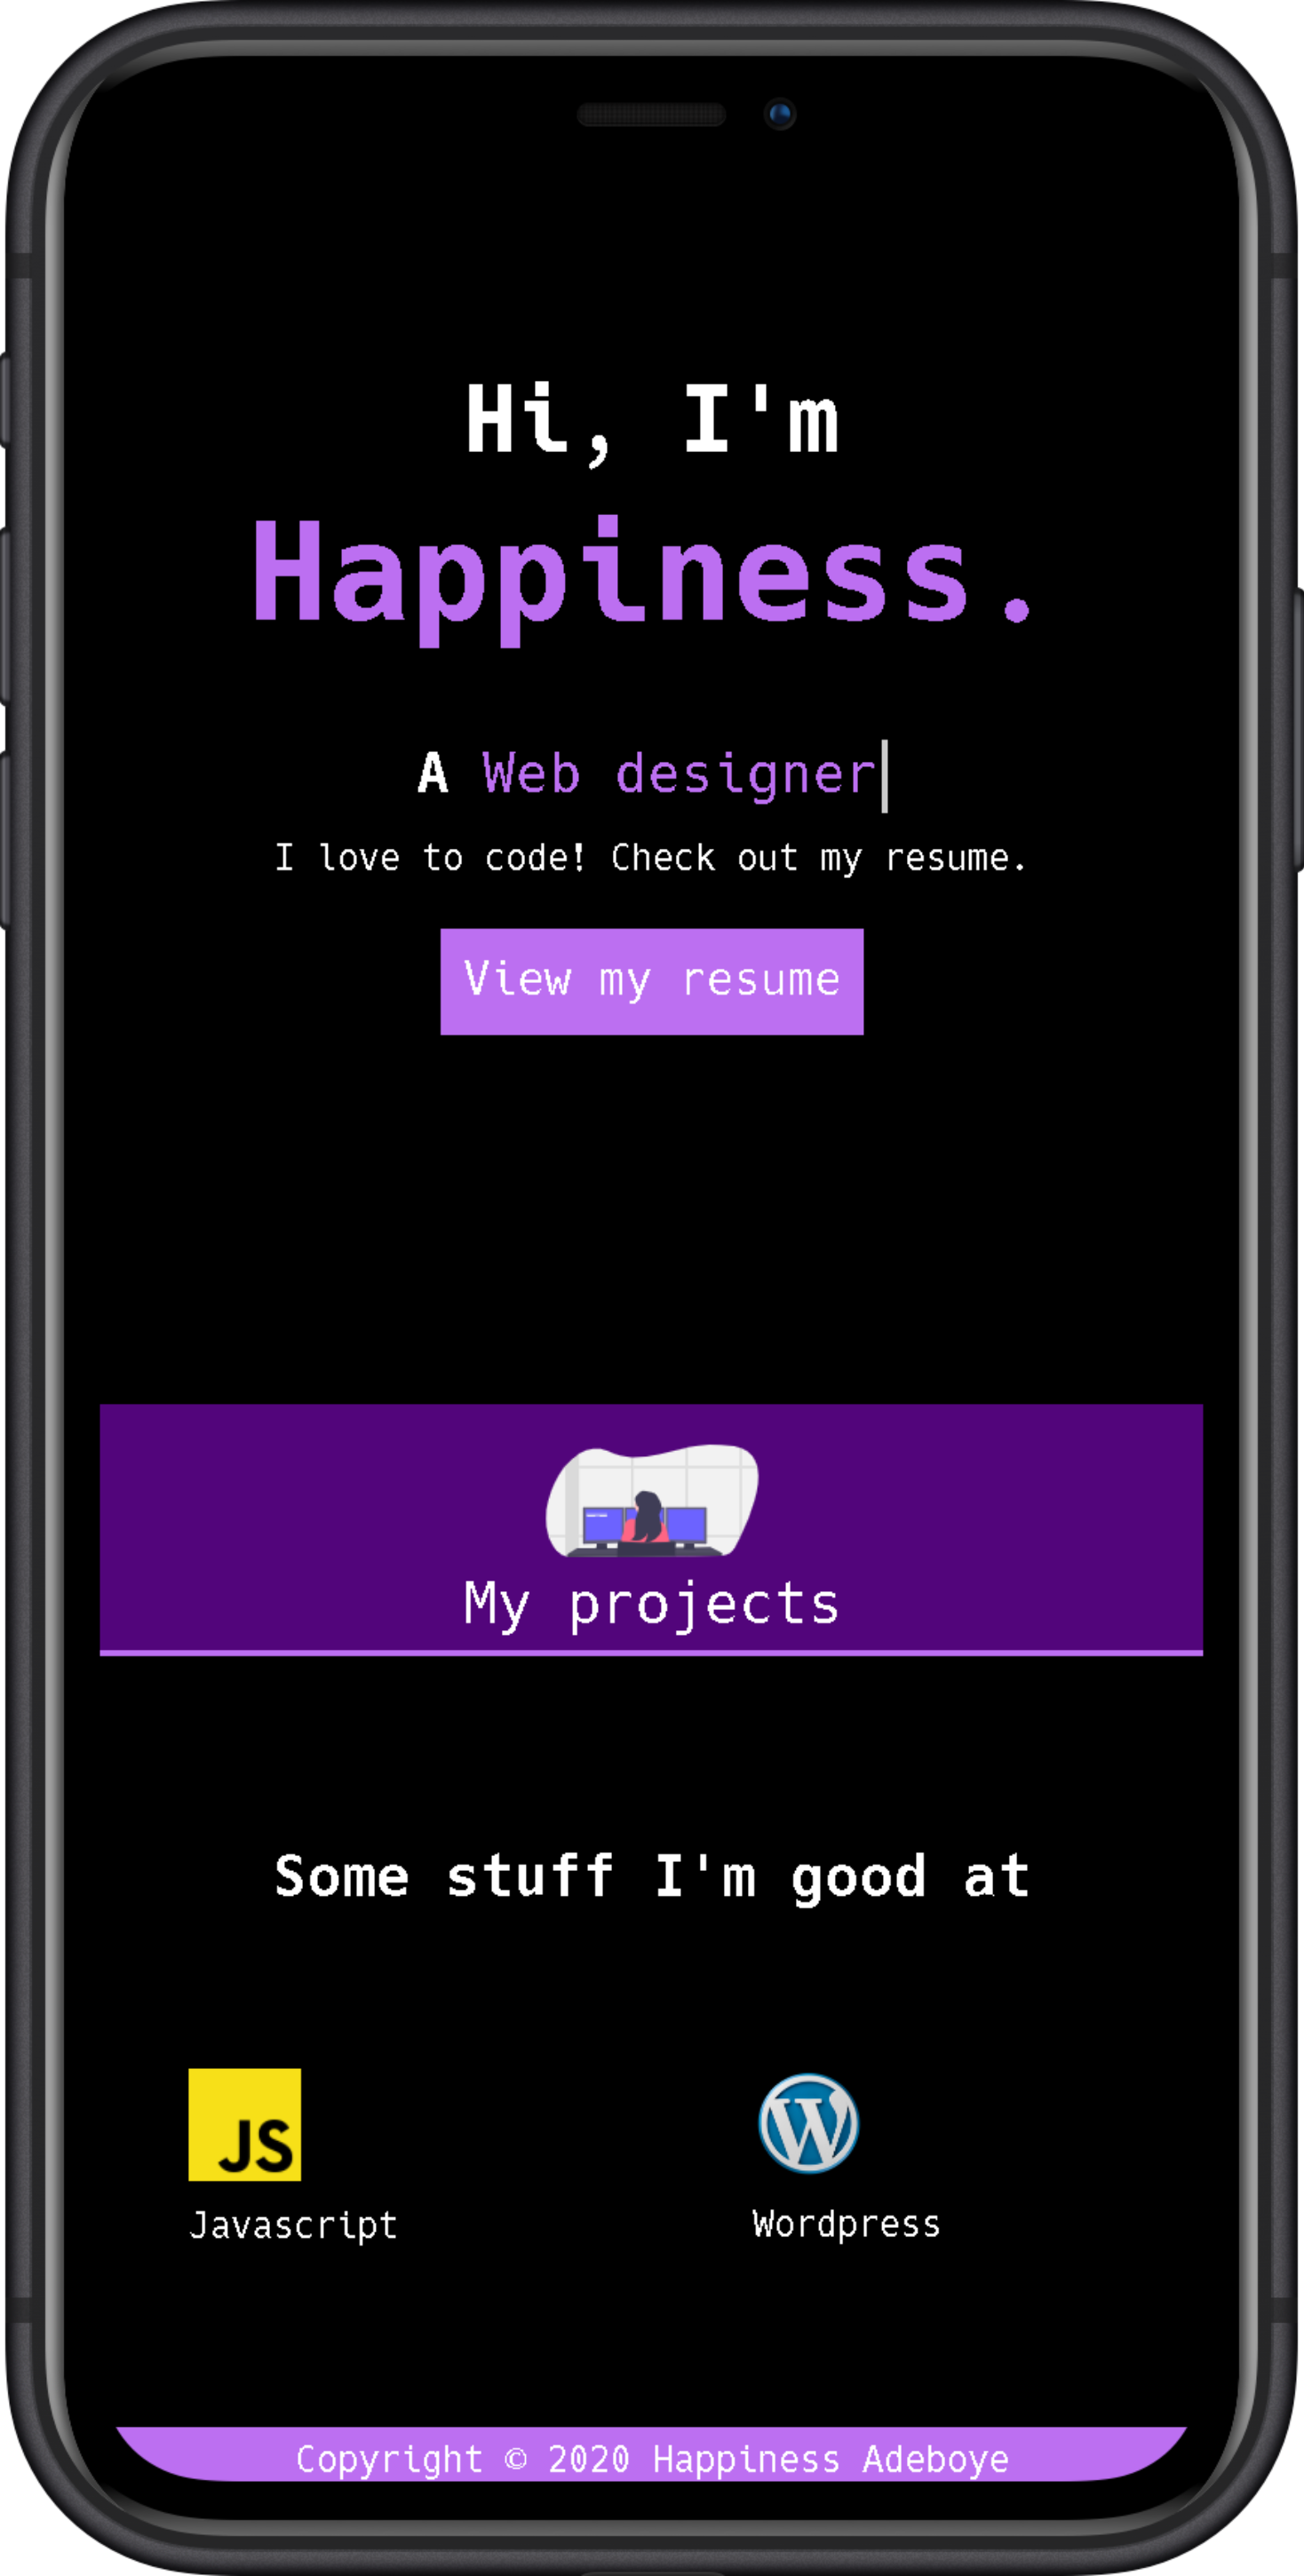 Hi, I'm
Happiness.
A Web designer
I love to code! Check out my resume.
View my resume
My projects
Some stuff I'm good at
JS
W
Javascript
Wordpress
Copyright © 2020 Happiness Adeboye